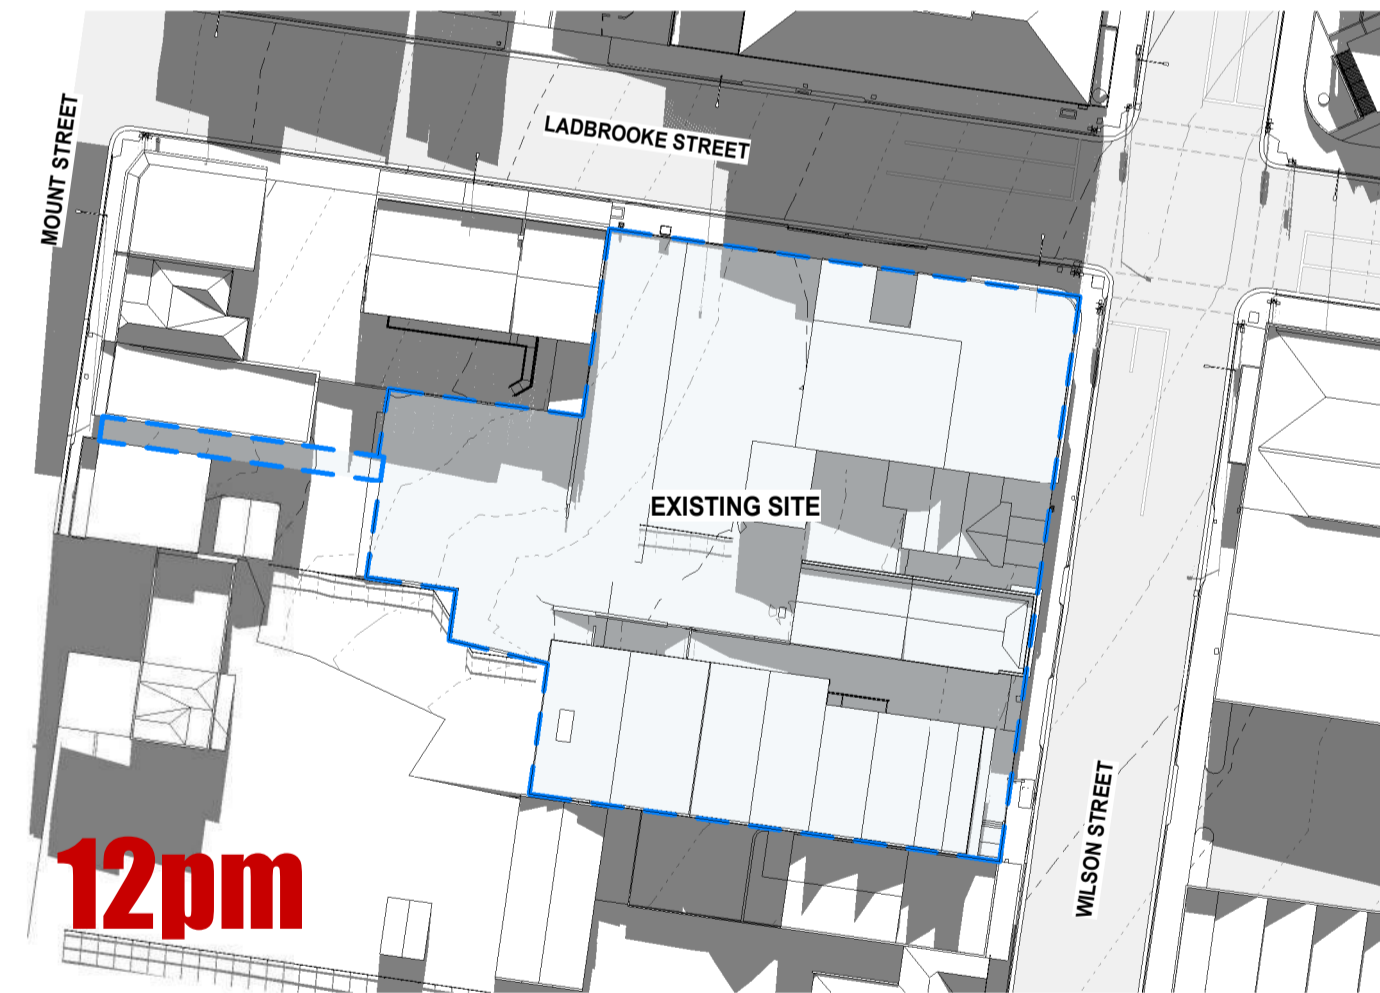 MOUNT STREET
LADBROOKE STREET
EXISTING SITE
WILSON STREET
12pm